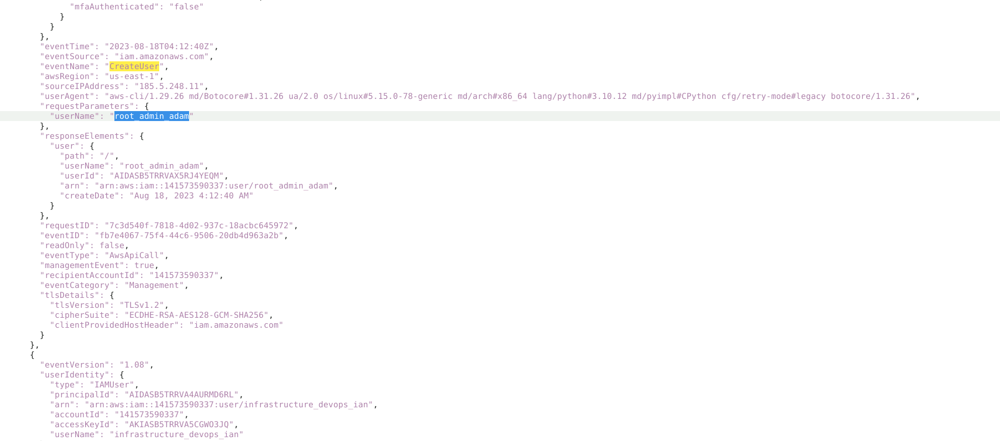 "mfaAuthenticated": "false"
}
}
},
"eventTime": "2023-08-18T04:12:40Z",
"eventSource": "iam.amazonaws.com",
"eventName": "CreateUser",
"awsRegion": "us-east-1",
"sourceIPAddress": "185.5.248.11",
"userAgent": "aws-cli/1.29.26 md/Botocore#1.31.26 ua/2.0 os/linux#5.15.0-78-generic md/arch#x86_64 lang/python#3.10.12 md/pyimpl#CPython cfg/retry-mode#legacy botocore/1.31.26",
"requestParameters": {
"userName": "root_admin_adam"
},
"responseElements": {
"user": {
"path": "/",
"userName": "root_admin_adam",
"userId": "AIDASB5TRRVAX5RJ4YEQM",
"arn": "arn:aws:iam::141573590337:user/root_admin_adam",
"createDate": "Aug 18, 2023 4:12:40 AM"
}
},
"requestID": "7c3d540f-7818-4d02-937c-18acbc645972",
"eventID": "fb7e4067-75f4-44c6-9506-20db4d963a2b",
"readOnly": false,
"eventType": "AwsApiCall",
"managementEvent": true,
"recipientAccountId": "141573590337",
"eventCategory": "Management",
"tlsDetails": {
"tlsVersion": "TLSv1.2",
"cipherSuite": "ECDHE-RSA-AES128-GCM-SHA256",
"clientProvidedHostHeader": "iam.amazonaws.com"
}
},
{
"eventVersion": "1.08",
"userIdentity": {
"type": "IAMUser",
"principalId": "AIDASB5TRRVA4AURMD6RL",
"arn": "arn:aws:iam::141573590337:user/infrastructure_devops_ian",
"accountId": "141573590337",
"accessKeyId": "AKIASB5TRRVA5CGWO3JQ",
"userName": "infrastructure_devops_ian"